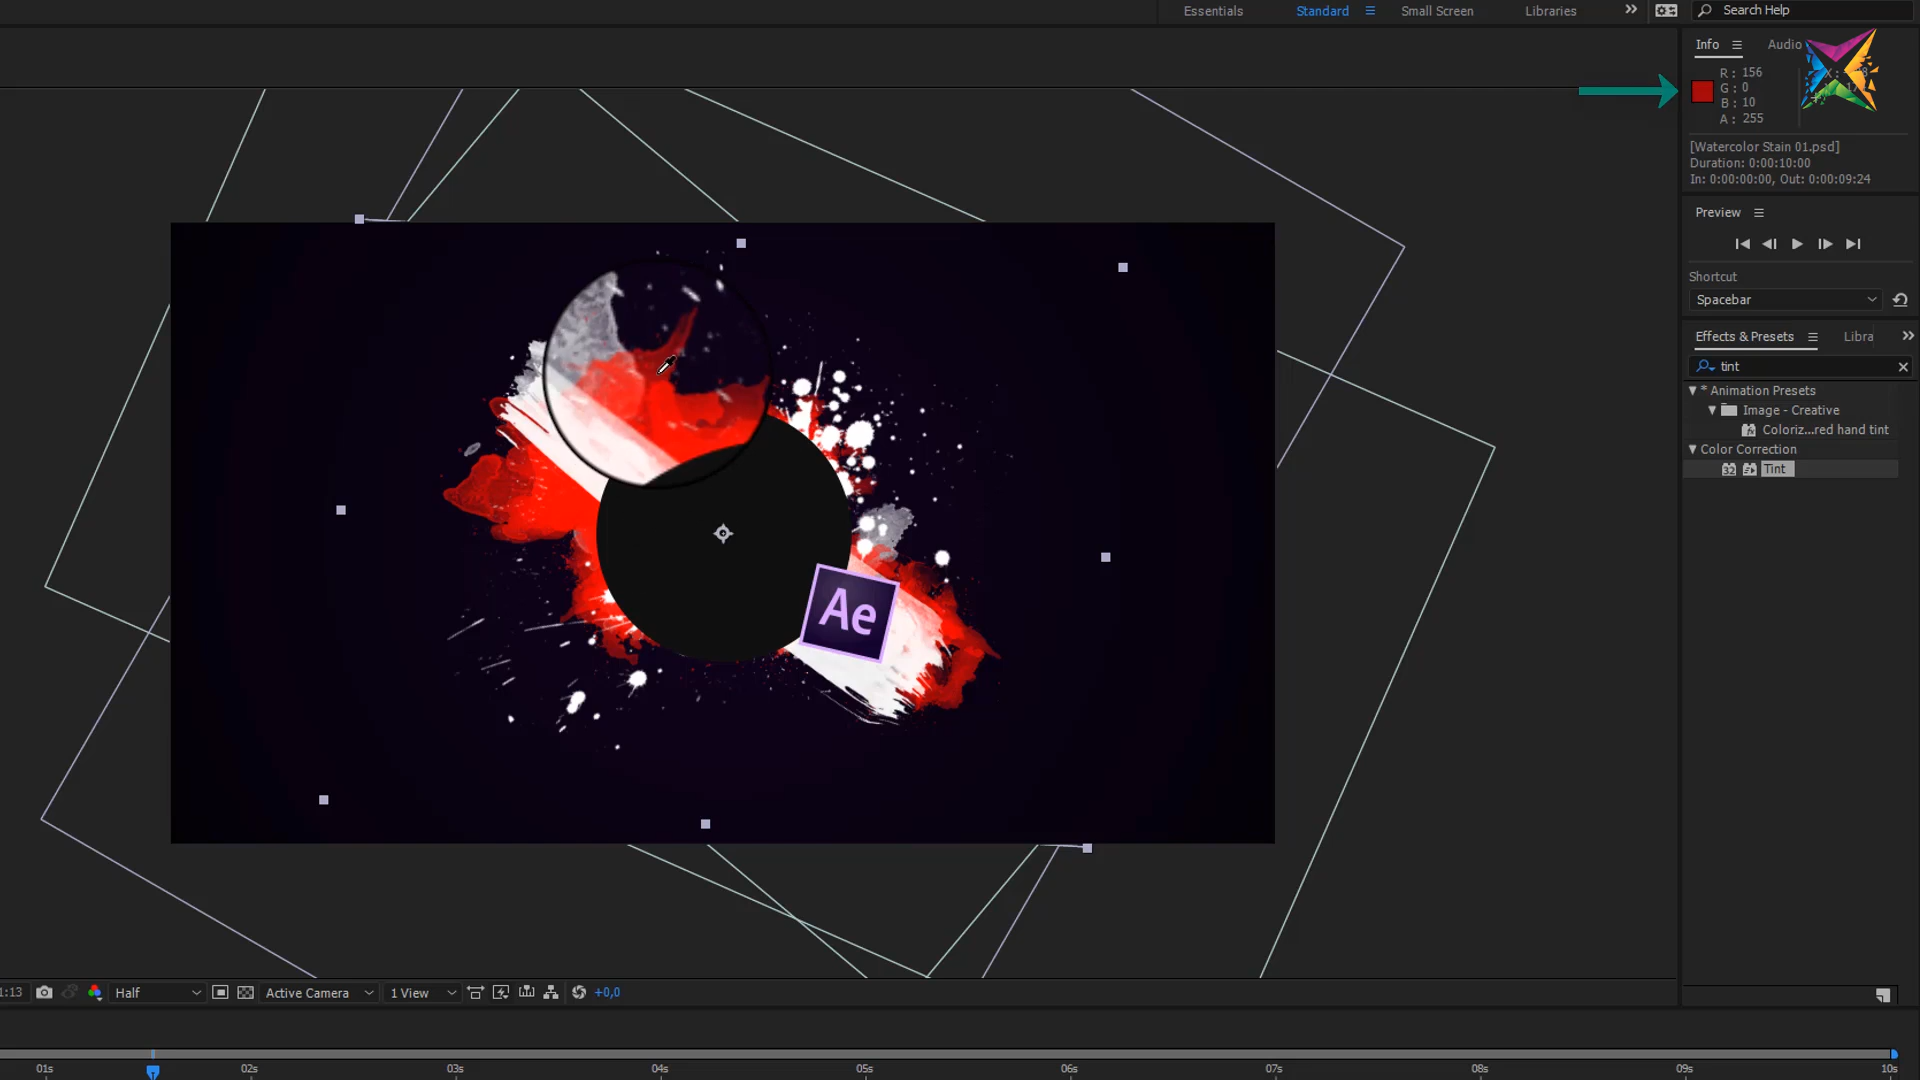 Essentials
Standard
Small Screen
Libraries
Search Help
Info
Audio
R : 156
G : 0
B : 10
A : 255
[Watercolor Stain 01.psd]
Duration: 0:00:10:00
In: 0:00:00:00, Out: 0:00:09:24
Preview
Shortcut
Spacebar
Effects & Presets
Libra
tint
* Animation Presets
Image - Creative
Coloriz...red hand tint
Color Correction
32
Tint
Ae
1:13
Half
Active Camera
1 View
+0,0
01s
02s
03s
04s
05s
06s
07s
08s
09s
10s